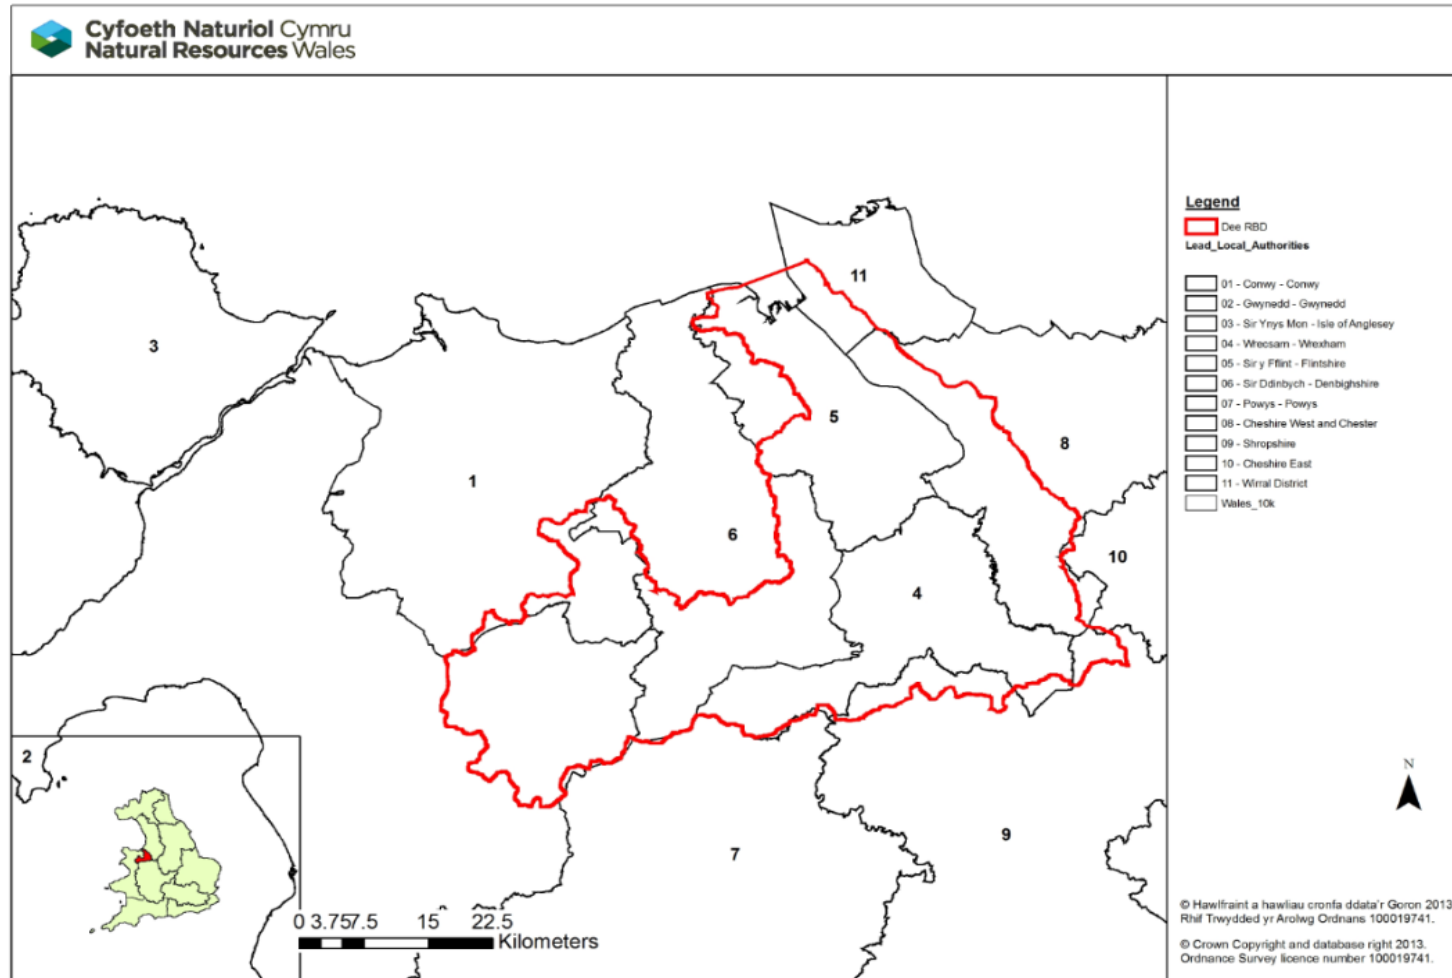 Cyfoeth Naturiol Cymru
Natural Resources Wales
11
3
5
8
1
6
10
4
2
7
9
0 3.75 7.5 15 22.5
Kilometers
Legend
Dee RBD
Lead_Local_Authorities
01 - Conwy - Conwy
02 - Gwynedd - Gwynedd
03 - Sir Ynys Mon - Isle of Anglesey
04 - Wrecsam - Wrexham
05 - Sir y Fflint - Flintshire
06 - Sir Ddinbych - Denbighshire
07 - Powys - Powys
08 - Cheshire West and Chester
09 - Shropshire
10 - Cheshire East
11 - Wirral District
Wales_10k
N
© Hawlfraint a hawliau cronfa ddata'r Goron 2013
Rhif Trwydded yr Arolwg Ordnans 100019741.
© Crown Copyright and database right 2013.
Ordnance Survey licence number 100019741.